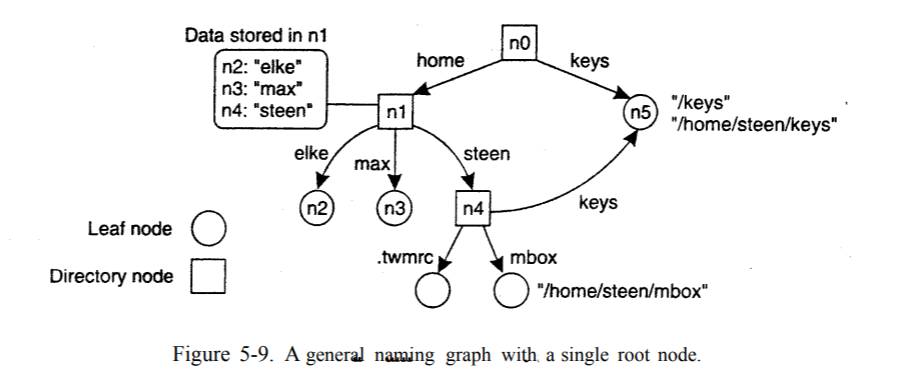 Data stored in n1
n2: "elke"
n3: "max"
n4: "steen"
n0
home
keys
n1
n5
"/keys"
"/home/steen/keys"
elke
max
steen
n2
n3
n4
keys
Leaf node
.twmrc
mbox
Directory node
"/home/steen/mbox"
Figure 5-9. A general naming graph with a single root node.